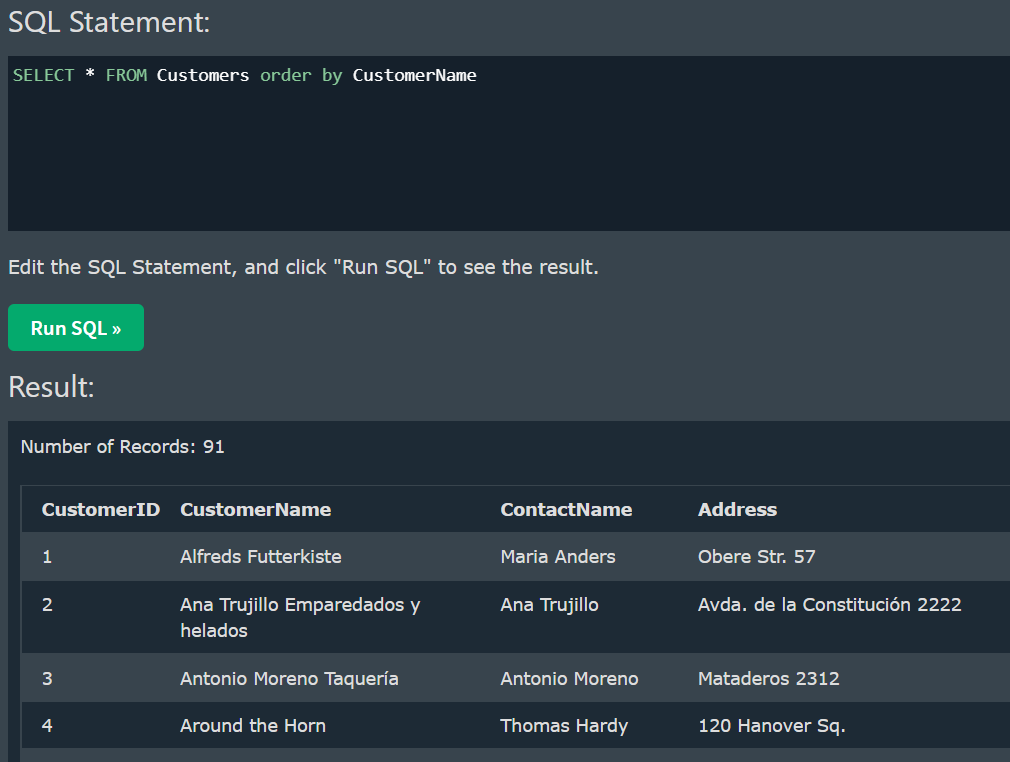 SQL Statement:
SELECT * FROM Customers order by CustomerName
Edit the SQL Statement, and click "Run SQL" to see the result.
Run SQL »
Result:
Number of Records: 91
CustomerID CustomerName ContactName Address
1 Alfreds Futterkiste Maria Anders Obere Str. 57
2 Ana Trujillo Emparedados y Ana Trujillo Avda. de la Constitución 2222
helados
3 Antonio Moreno Taquería Antonio Moreno Mataderos 2312
4 Around the Horn Thomas Hardy 120 Hanover Sq.